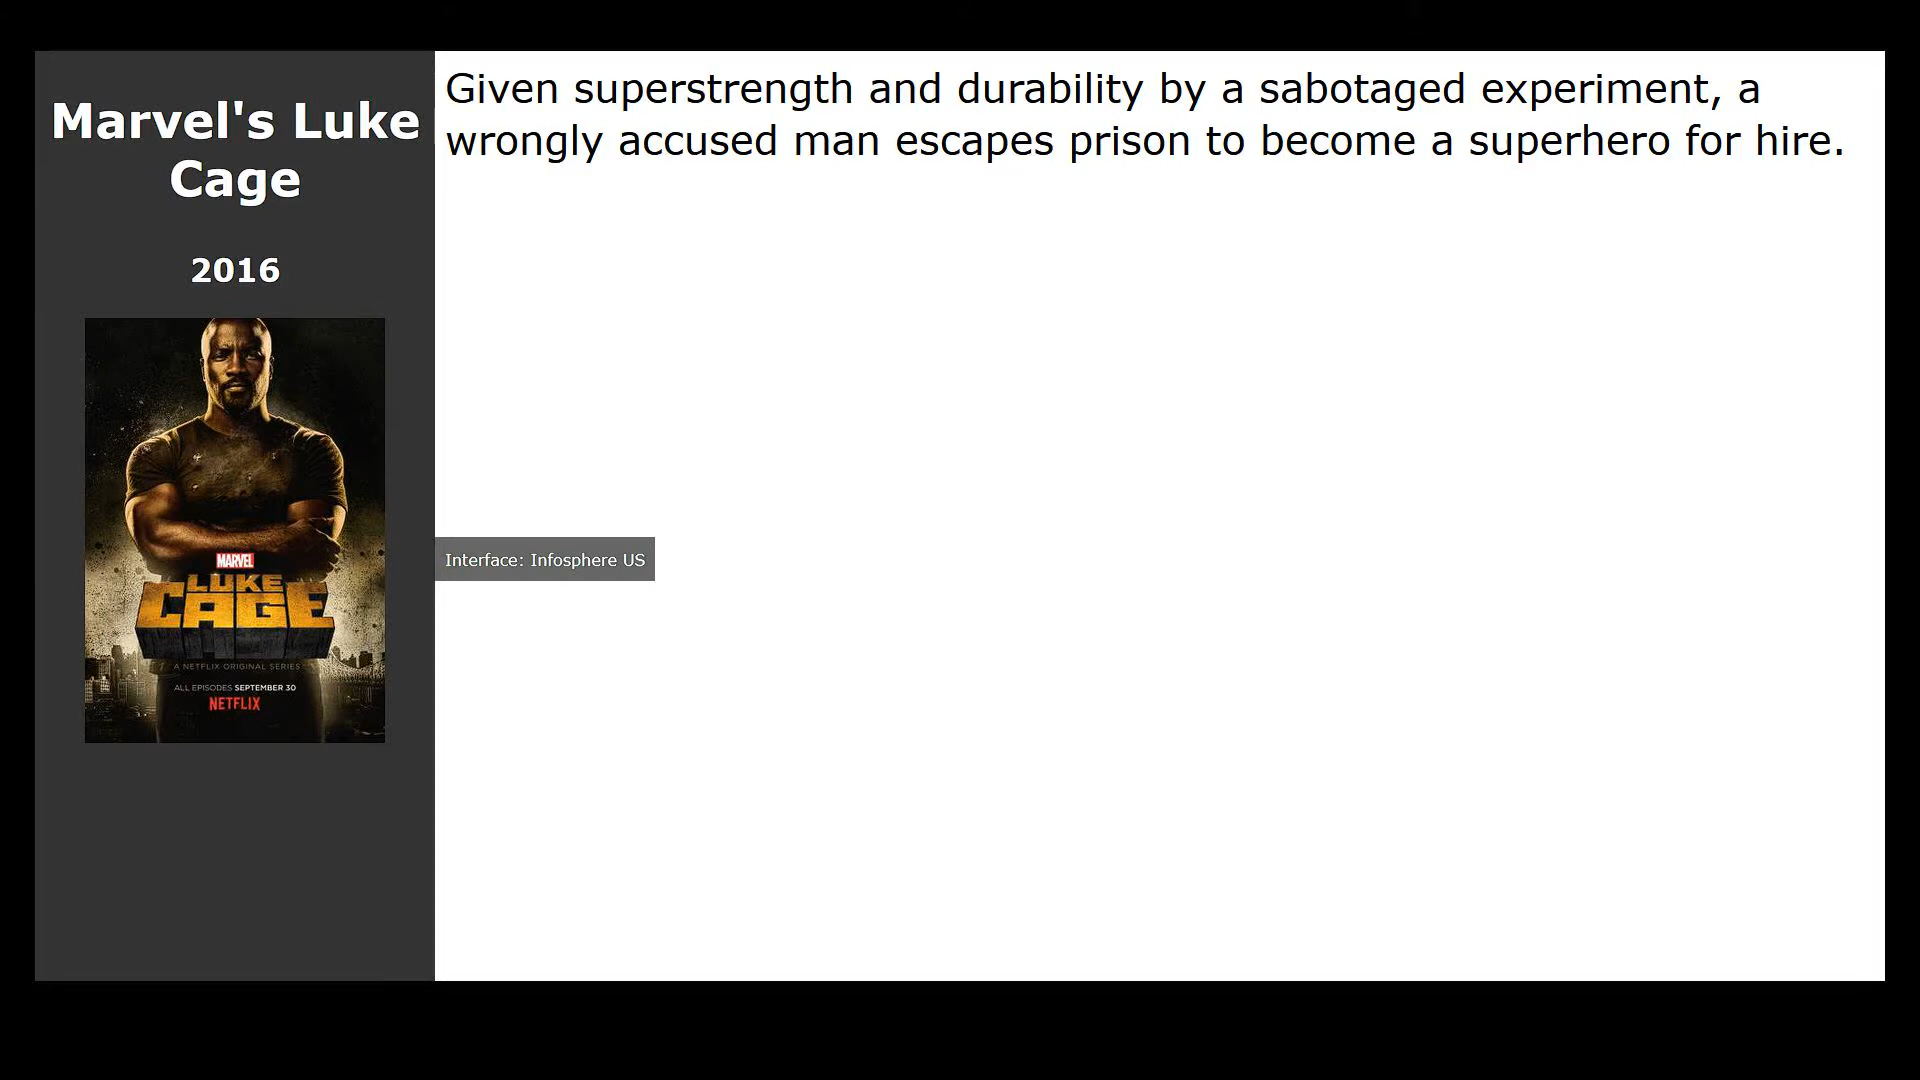 Marvel's Luke
Cage
2016
MARVEL
LUKE
CAGE
A NETFLIX ORIGINAL SERIES
ALL EPISODES SEPTEMBER 30
NETFLIX
Given superstrength and durability by a sabotaged experiment, a
wrongly accused man escapes prison to become a superhero for hire.
Interface: Infosphere US